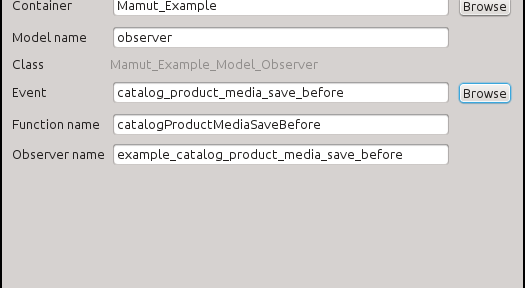 Container Mamut_Example Browse
Model name observer
Class Mamut_Example_Model_Observer
Event catalog_product_media_save_before Browse
Function name catalogProductMediaSaveBefore
Observer name example_catalog_product_media_save_before